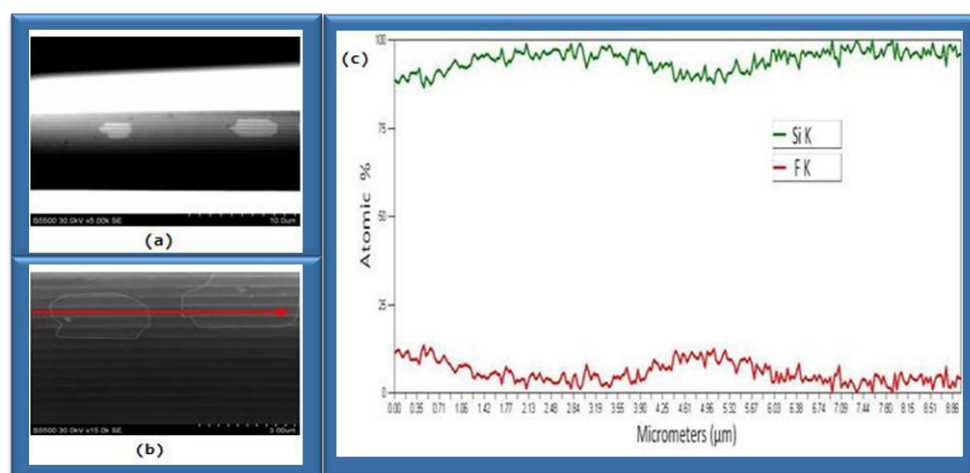 S5500 30.0kV x5.00k SE 10.0um
(a)
S5500 30.0kV x15.0k SE 3.00um
(b)
(c)
Atomic %
100
75
50
25
0
Si K
F K
0.00 0.35 0.71 1.06 1.42 1.77 2.13 2.48 2.84 3.19 3.55 3.90 4.25 4.61 4.96 5.32 5.67 6.03 6.38 6.74 7.09 7.44 7.80 8.15 8.51 8.86
Micrometers (µm)